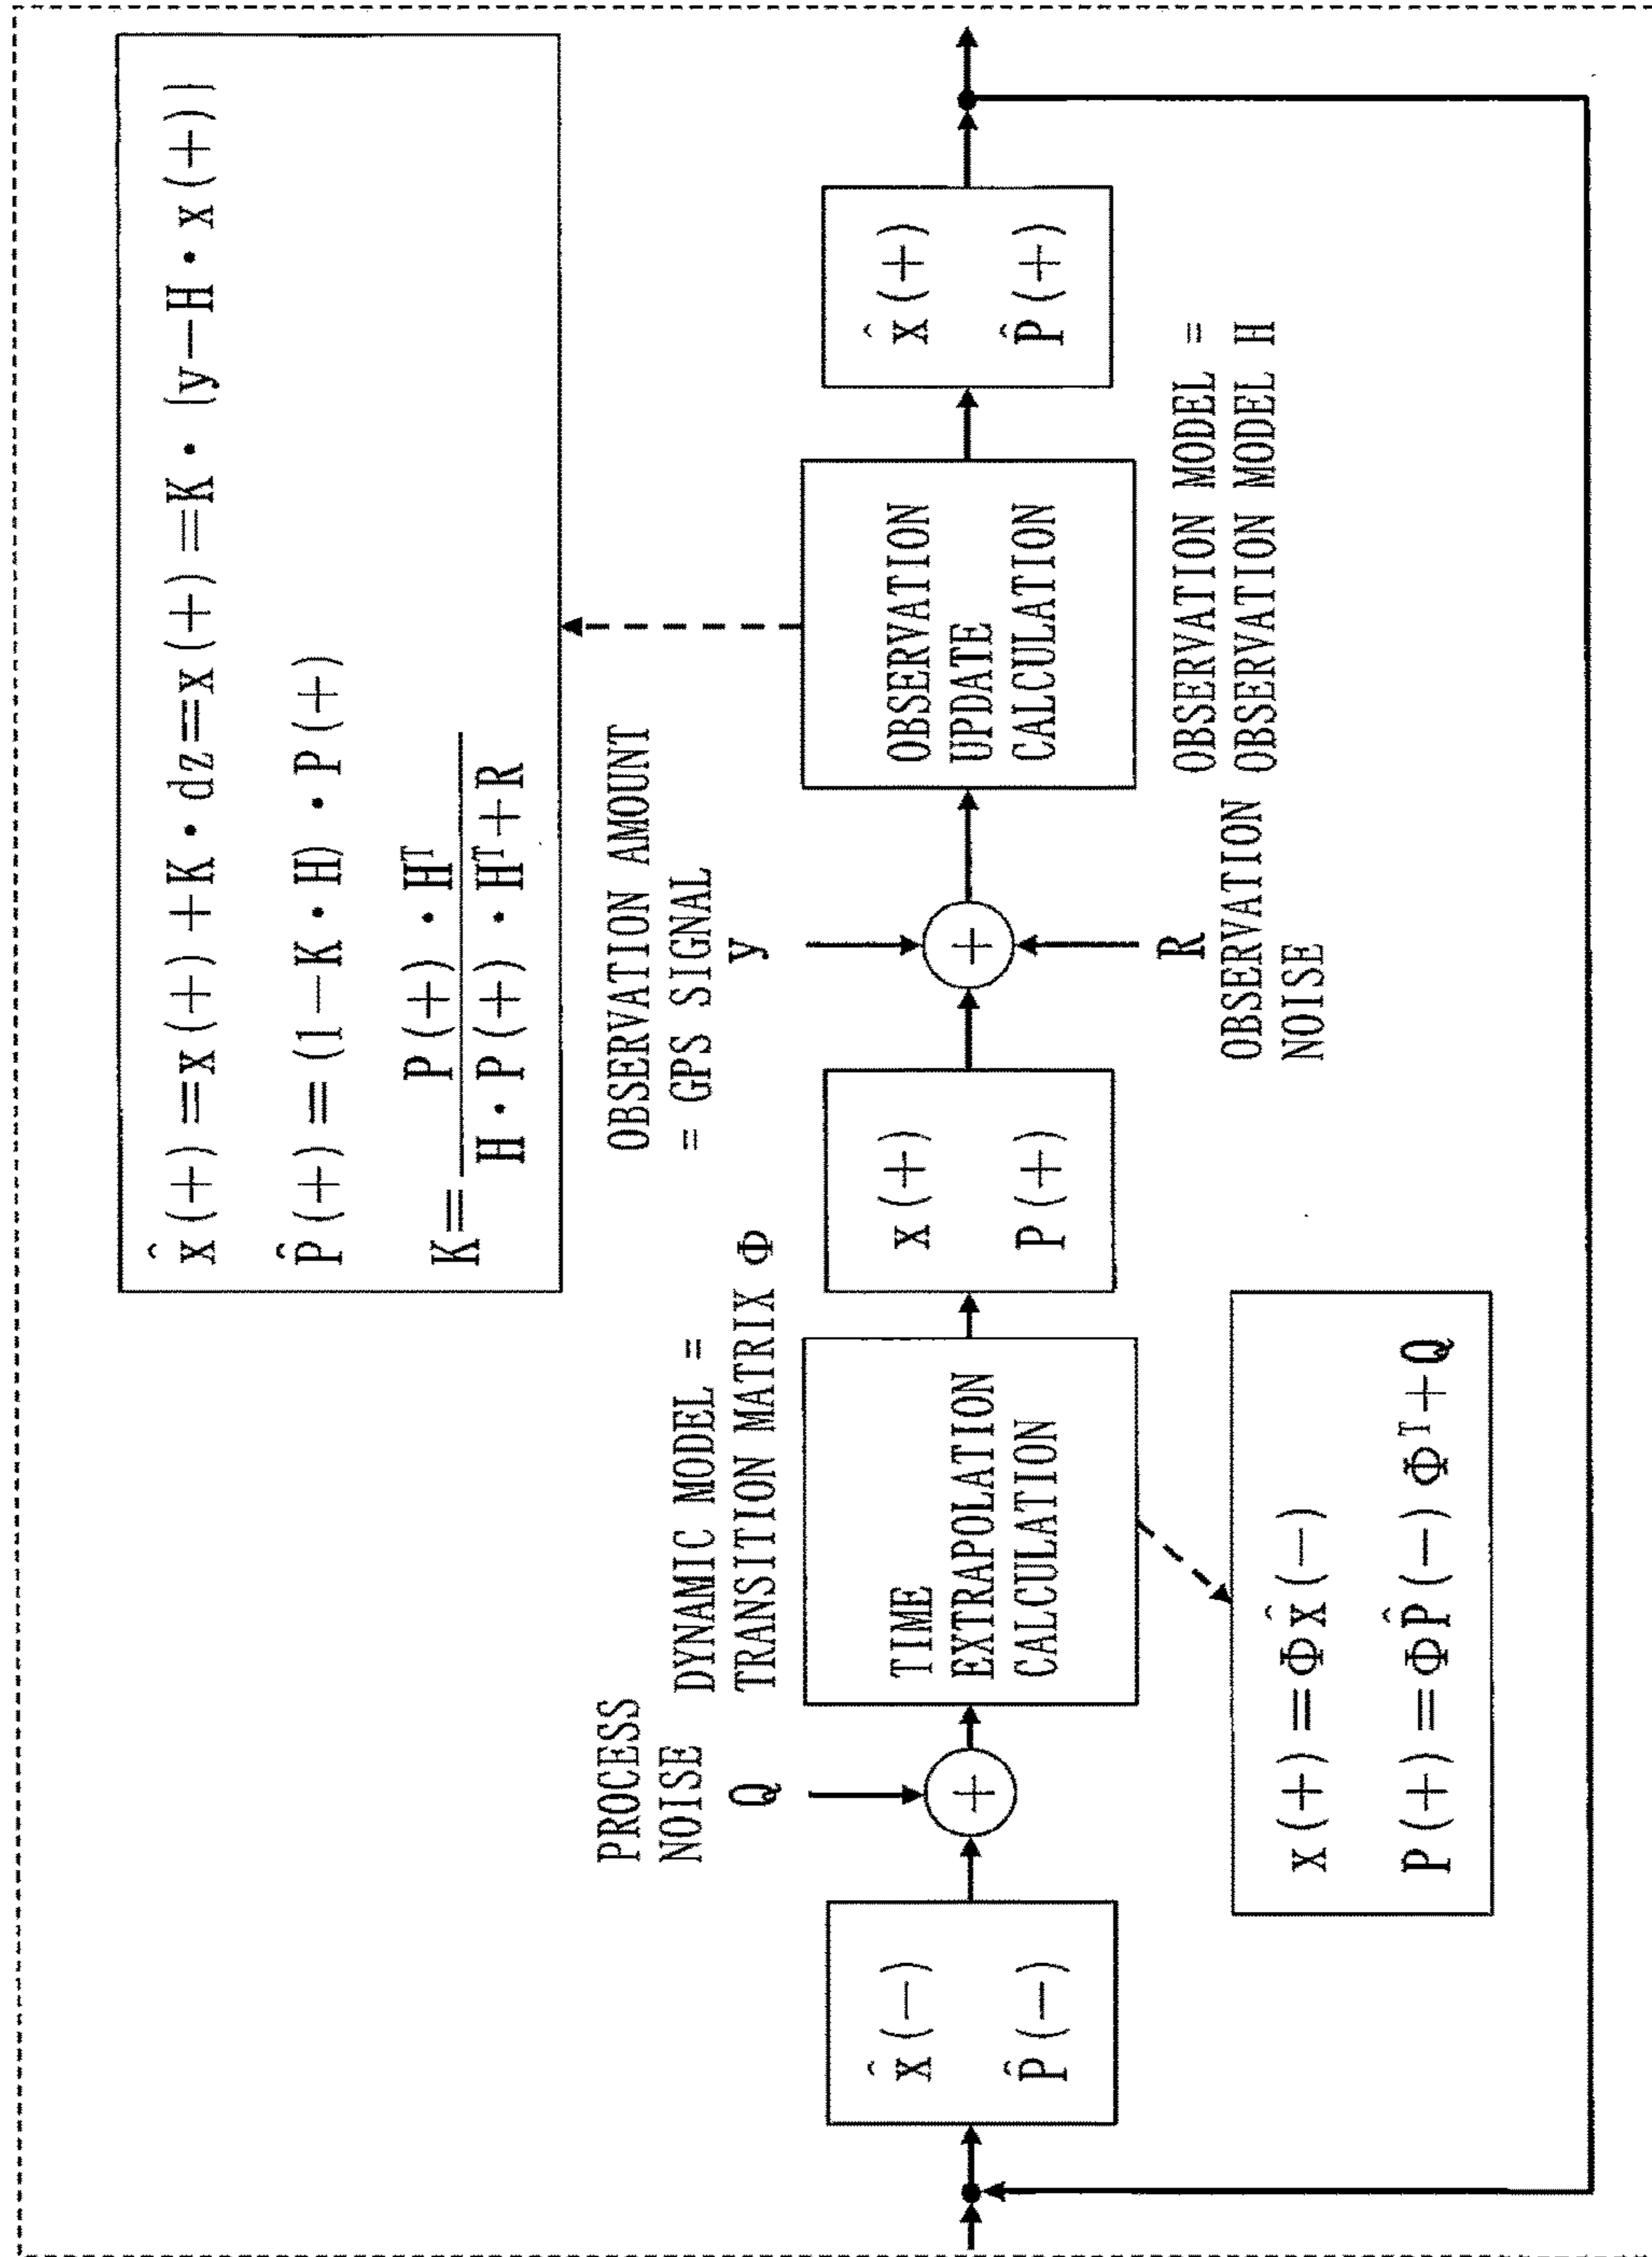 x̂(+)=x(+)+K·dz=x(+)=K·{y−H·x(+)}
P̂(+)=(1−K·H)·P(+)
K=P(+)·Hᵀ
H·P(+)·Hᵀ+R
PROCESS
NOISE
Q
DYNAMIC MODEL =
TRANSITION MATRIX Φ
OBSERVATION AMOUNT
= GPS SIGNAL
y
x̂(−)
P̂(−)
+
TIME
EXTRAPOLATION
CALCULATION
x(+)
P(+)
+
OBSERVATION
UPDATE
CALCULATION
x̂(+)
P̂(+)
R
OBSERVATION
NOISE
OBSERVATION MODEL =
OBSERVATION MODEL H
x(+)=Φx̂(−)
P(+)=ΦP̂(−)Φᵀ+Q